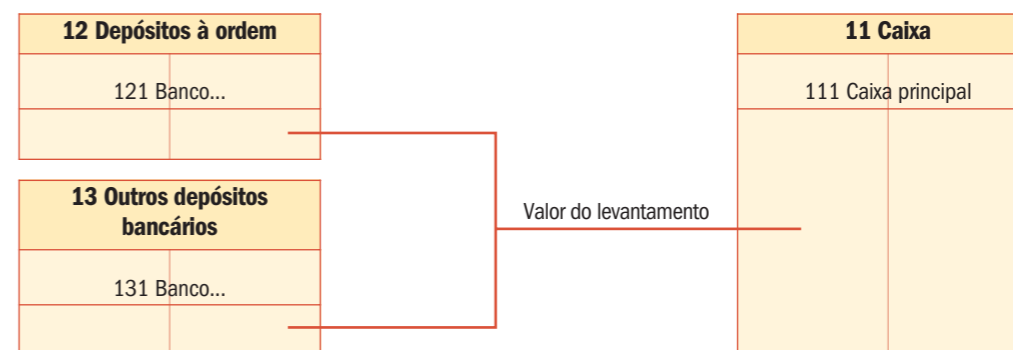 12 Depósitos à ordem
121 Banco...
13 Outros depósitos
bancários
131 Banco...
Valor do levantamento
11 Caixa
111 Caixa principal